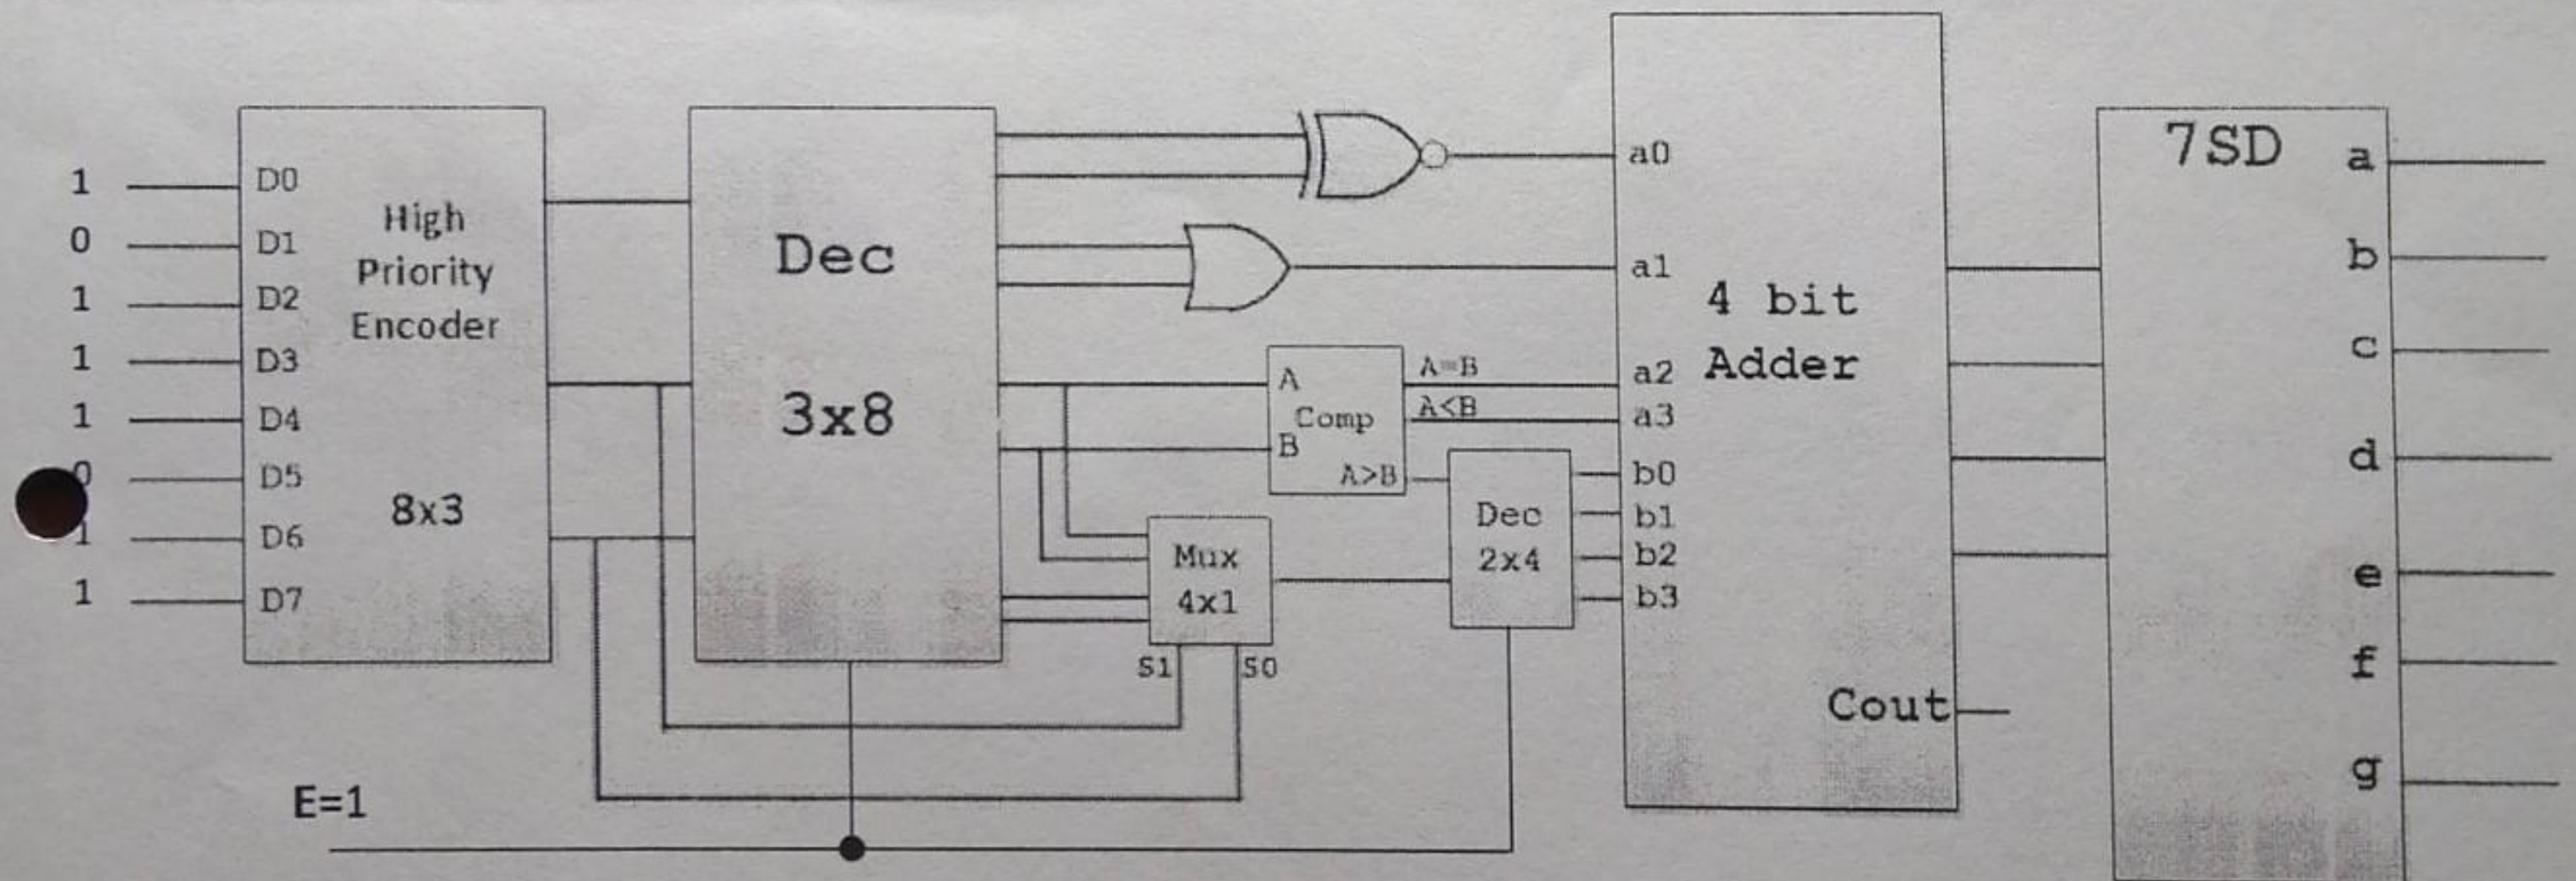 1 D0
0 D1
1 D2
1 D3
1 D4
0 D5
1 D6
1 D7
High
Priority
Encoder
8x3
Dec
3x8
A
B
Comp
A=B
A<B
A>B
Mux
4x1
S1 S0
Dec
2x4
a0
a1
a2
a3
b0
b1
b2
b3
4 bit
Adder
Cout
7SD
a
b
c
d
e
f
g
E=1